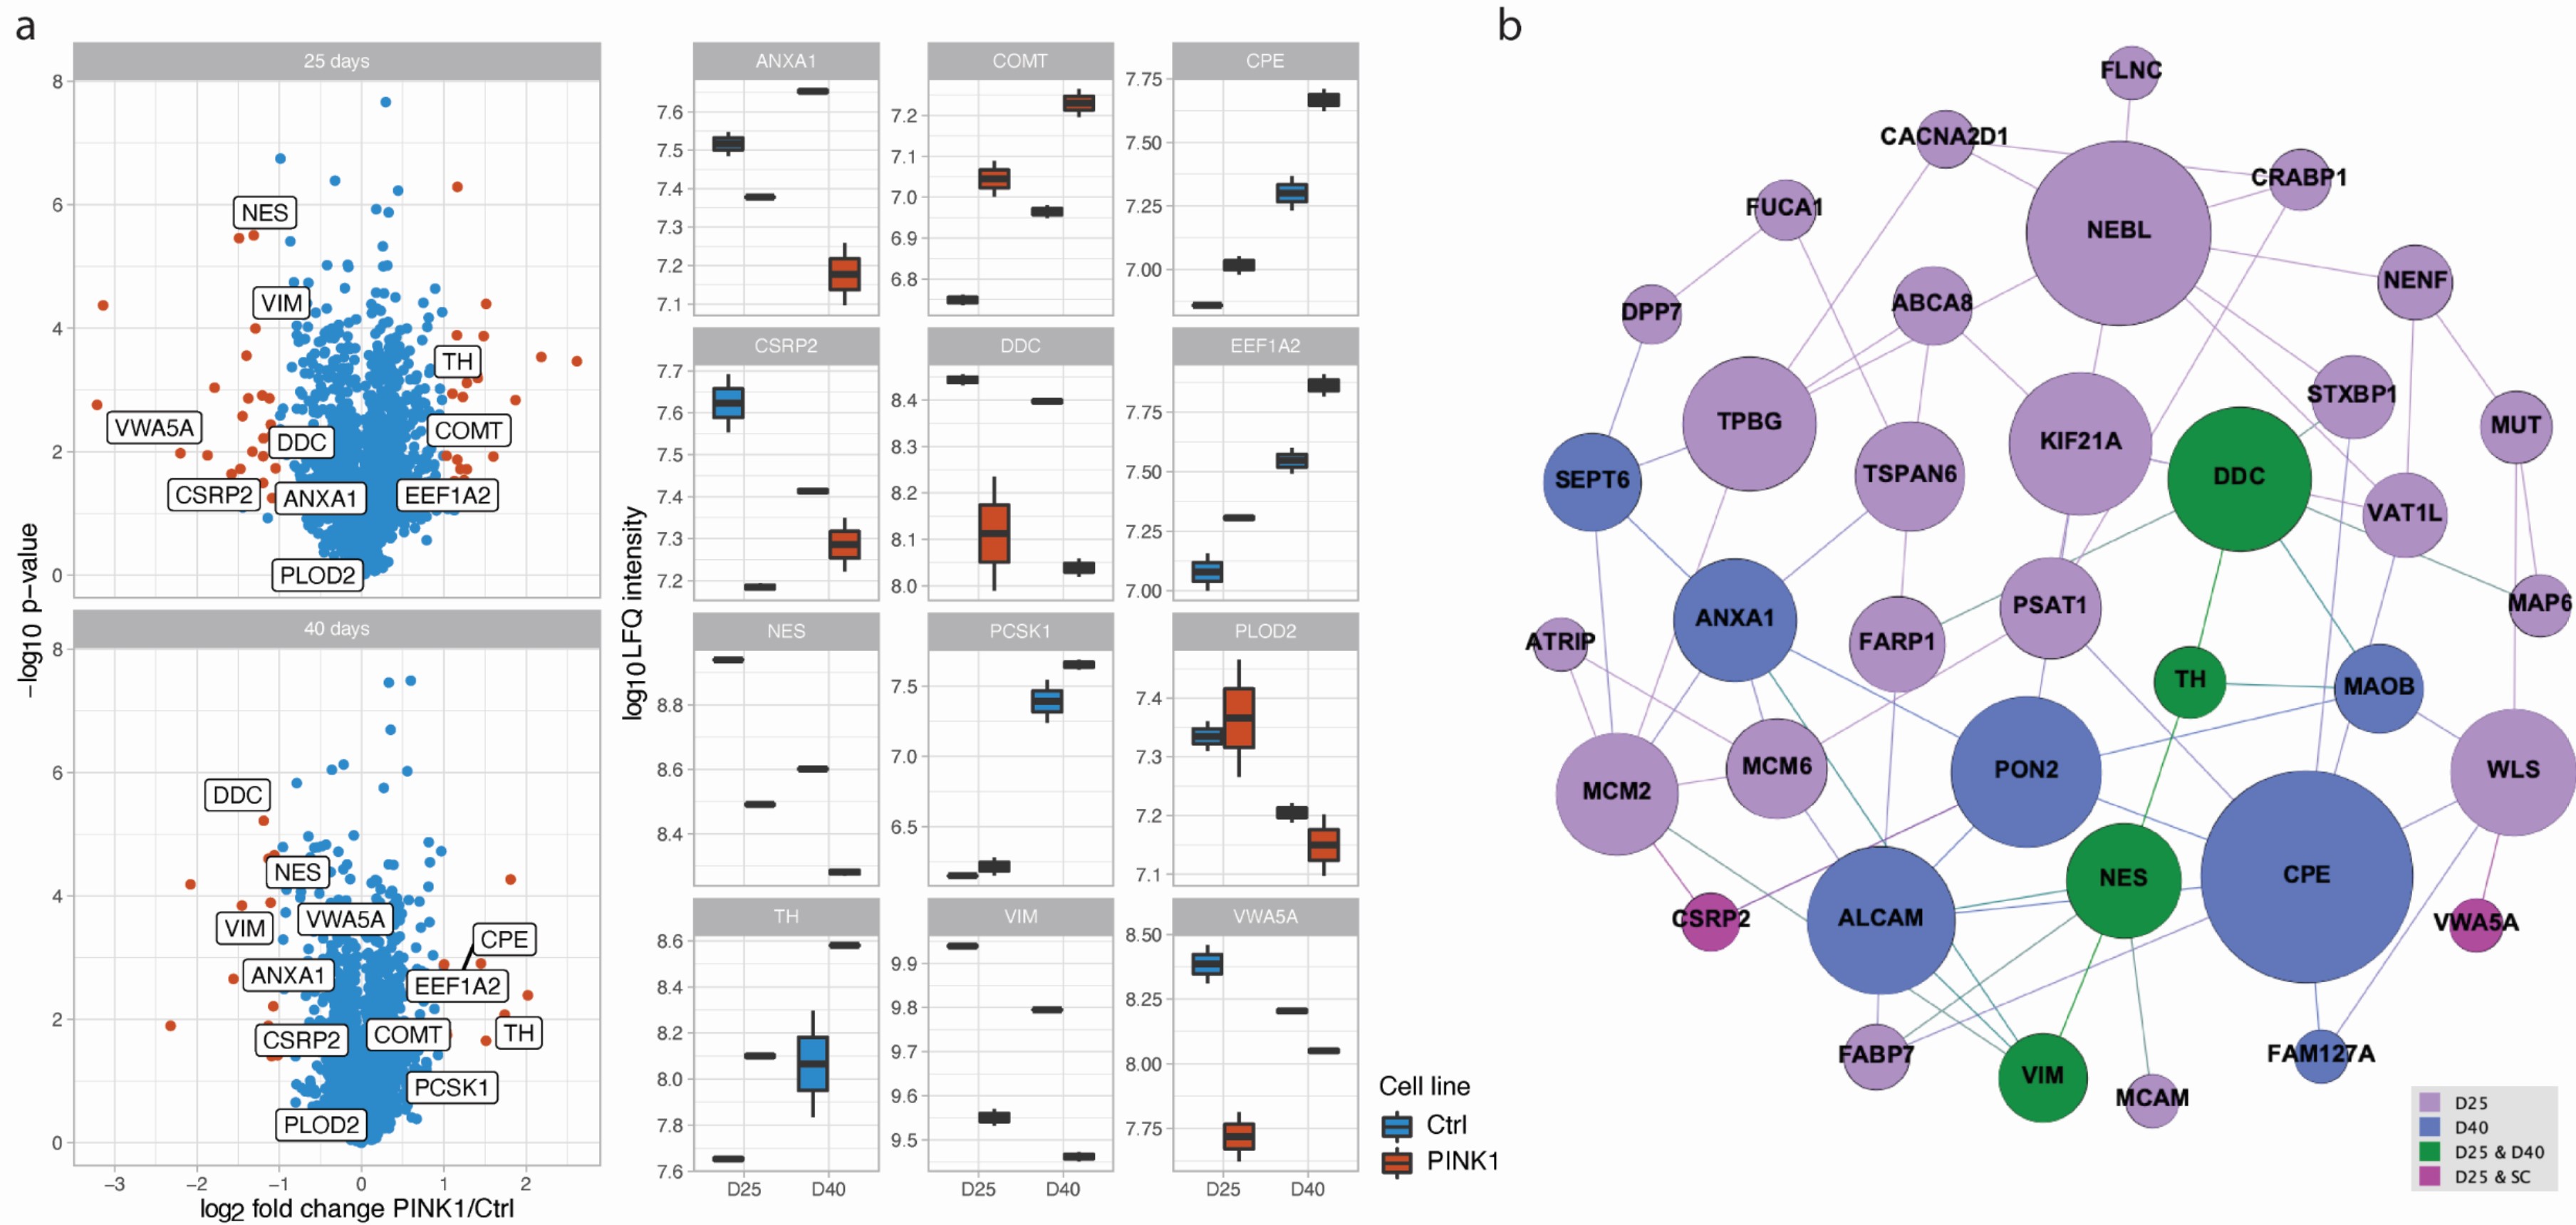 a
25 days
8
6
4
2
0
NES
VIM
TH
VWA5A
DDC
COMT
CSRP2
ANXA1
EEF1A2
PLOD2
40 days
8
6
4
2
0
DDC
NES
VWA5A
VIM
CPE
ANXA1
EEF1A2
CSRP2
COMT
TH
PCSK1
PLOD2
−3
−2
−1
0
1
2
−log10 p−value
log2 fold change PINK1/Ctrl
log10 LFQ intensity
ANXA1
7.6
7.5
7.4
7.3
7.2
7.1
COMT
7.2
7.1
7.0
6.9
6.8
CPE
7.75
7.50
7.25
7.00
CSRP2
7.7
7.6
7.5
7.4
7.3
7.2
DDC
8.4
8.3
8.2
8.1
8.0
EEF1A2
7.75
7.50
7.25
7.00
NES
8.8
8.6
8.4
PCSK1
7.5
7.0
6.5
PLOD2
7.4
7.3
7.2
7.1
TH
8.6
8.4
8.2
8.0
7.8
7.6
VIM
9.9
9.8
9.7
9.6
9.5
VWA5A
8.50
8.25
8.00
7.75
D25
D40
D25
D40
D25
D40
Cell line
Ctrl
PINK1
b
FLNC
CACNA2D1
CRABP1
FUCA1
NEBL
NENF
DPP7
ABCA8
STXBP1
TPBG
MUT
KIF21A
SEPT6
TSPAN6
DDC
VAT1L
MAP6
ANXA1
PSAT1
ATRIP
FARP1
TH
MAOB
MCM2
MCM6
PON2
WLS
CSRP2
ALCAM
NES
CPE
VWA5A
FABP7
VIM
MCAM
FAM127A
D25
D40
D25 & D40
D25 & SC